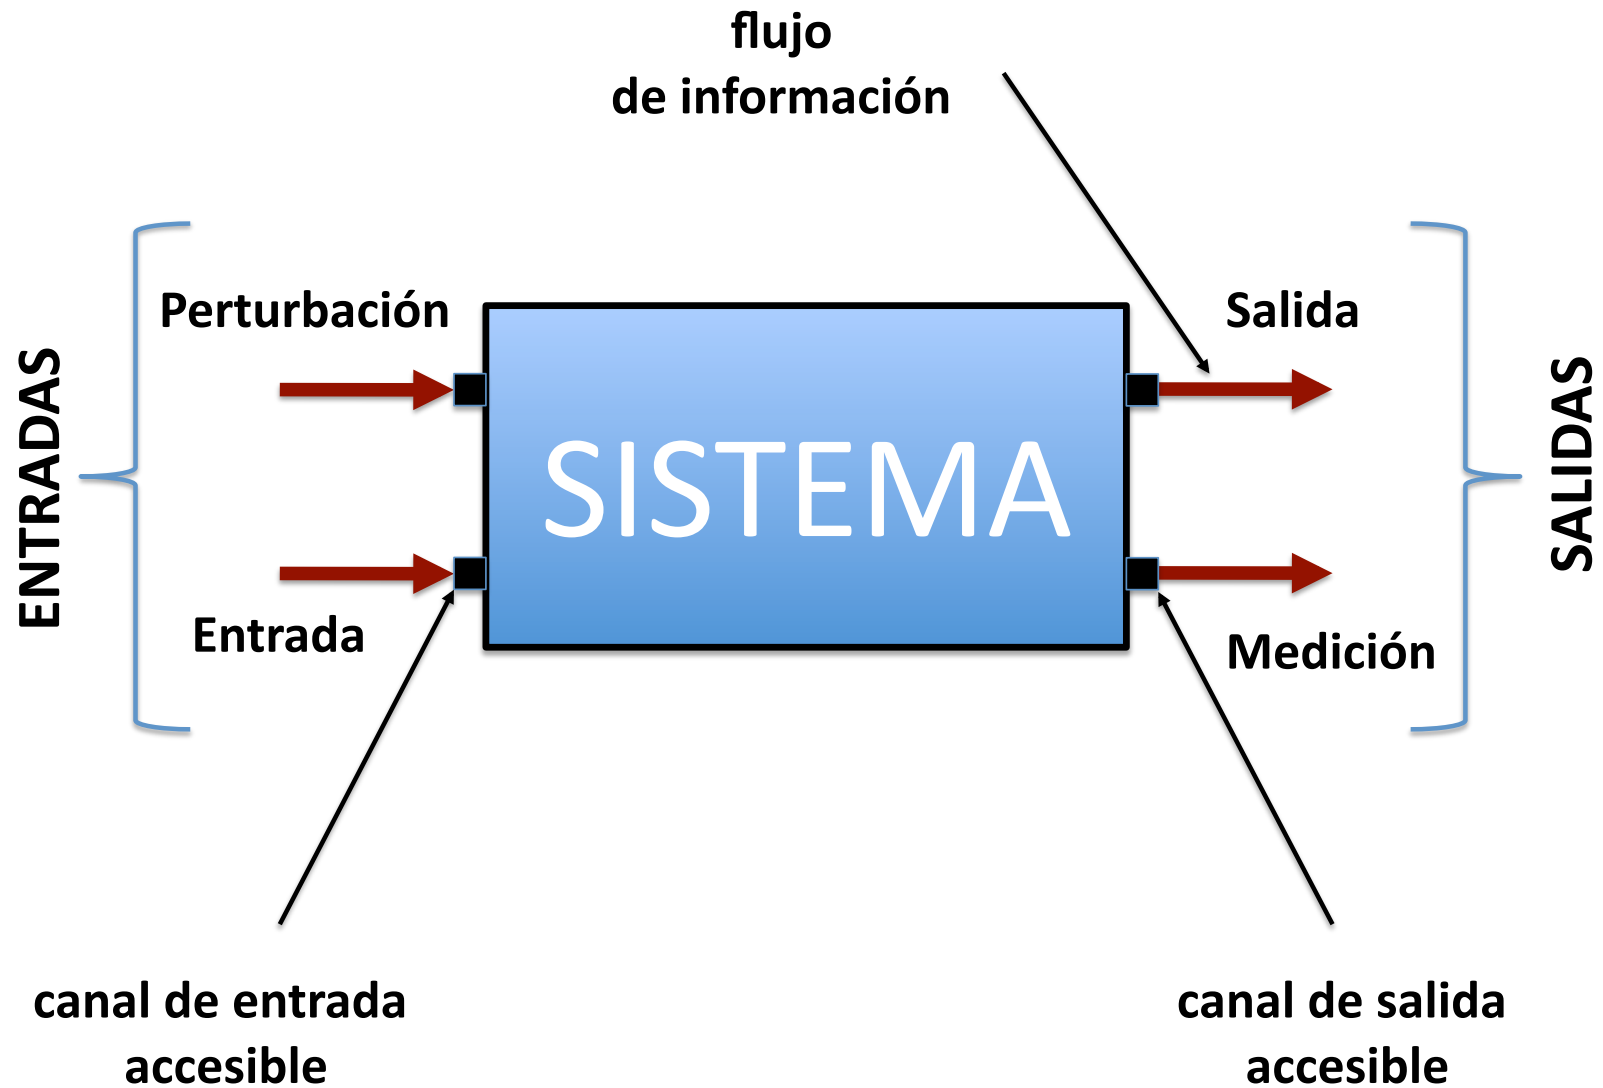 flujo
de información
Perturbación
Salida
ENTRADAS
SISTEMA
SALIDAS
Entrada
Medición
canal de entrada
accesible
canal de salida
accesible